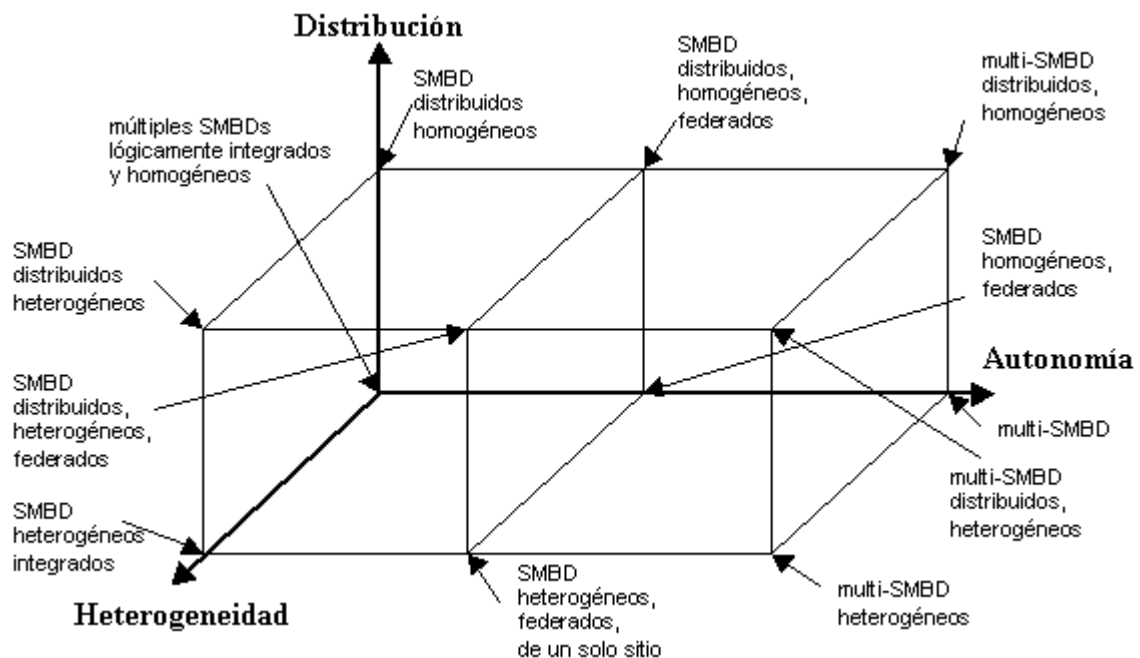 Distribución
SMBD
distribuidos
homogéneos
SMBD
distribuidos,
homogéneos,
federados
multi-SMBD
distribuidos,
homogéneos
múltiples SMBDs
lógicamente integrados
y homogéneos
SMBD
distribuidos
heterogéneos
SMBD
homogéneos,
federados
Autonomía
SMBD
distribuidos,
heterogéneos,
federados
multi-SMBD
multi-SMBD
distribuidos,
heterogéneos
SMBD
heterogéneos
integrados
Heterogeneidad
SMBD
heterogéneos,
federados,
de un solo sitio
multi-SMBD
heterogéneos